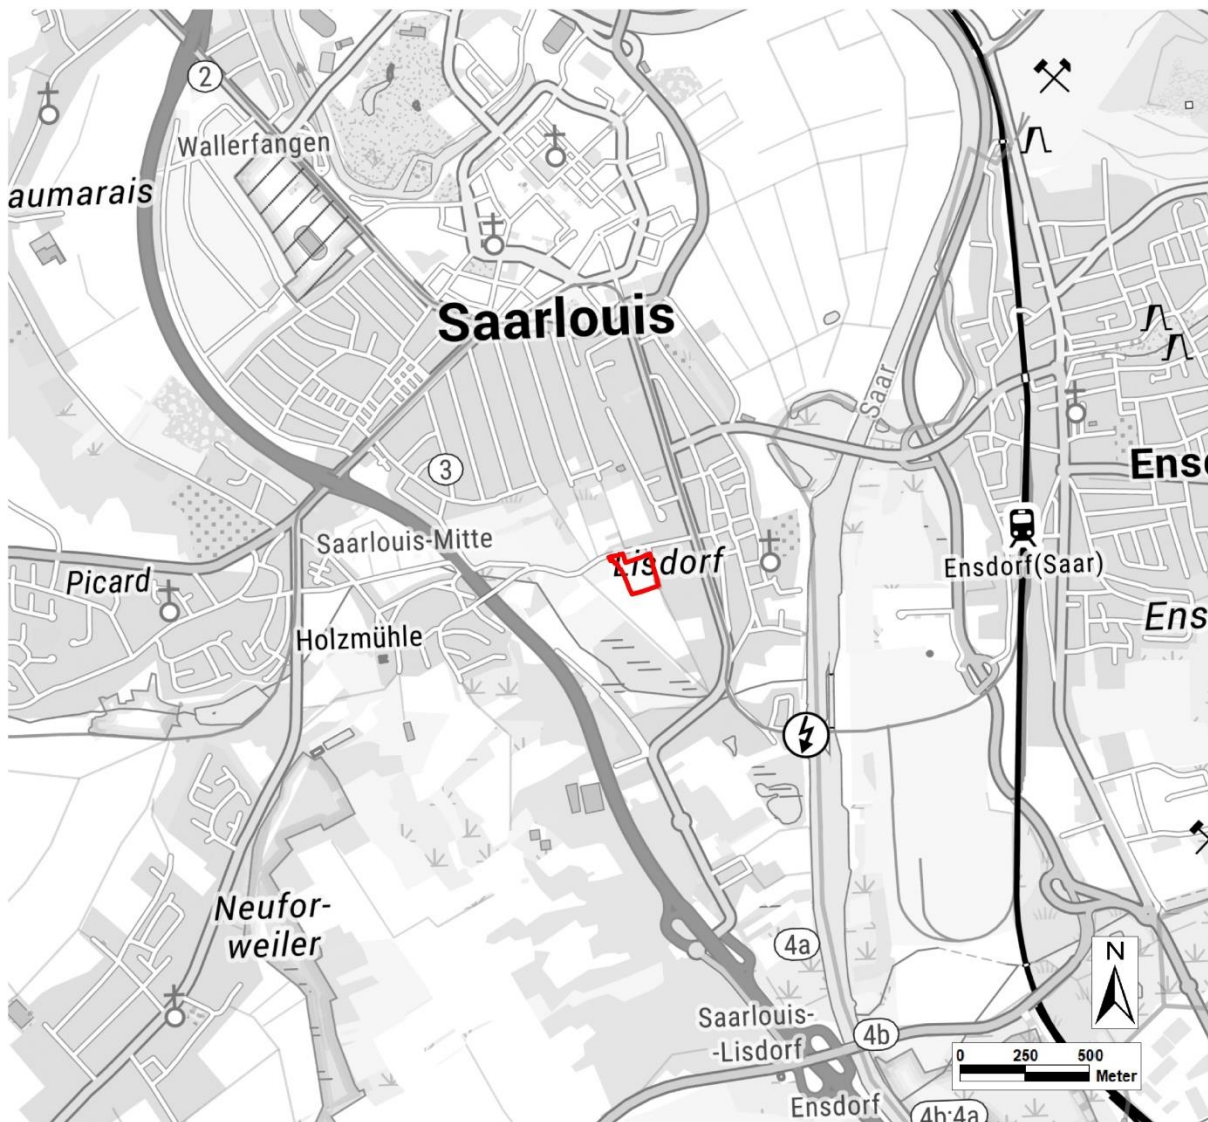 2
Wallerfangen
aumarais
Saarlouis
Saar
3
Ens
Saarlouis-Mitte
Lisdorf
Picard
Ensdorf(Saar)
Holzmühle
Ens
Neufor-
weiler
4a
N
Saarlouis-
-Lisdorf
4b
0 250 500
Meter
Ensdorf
4b;4a